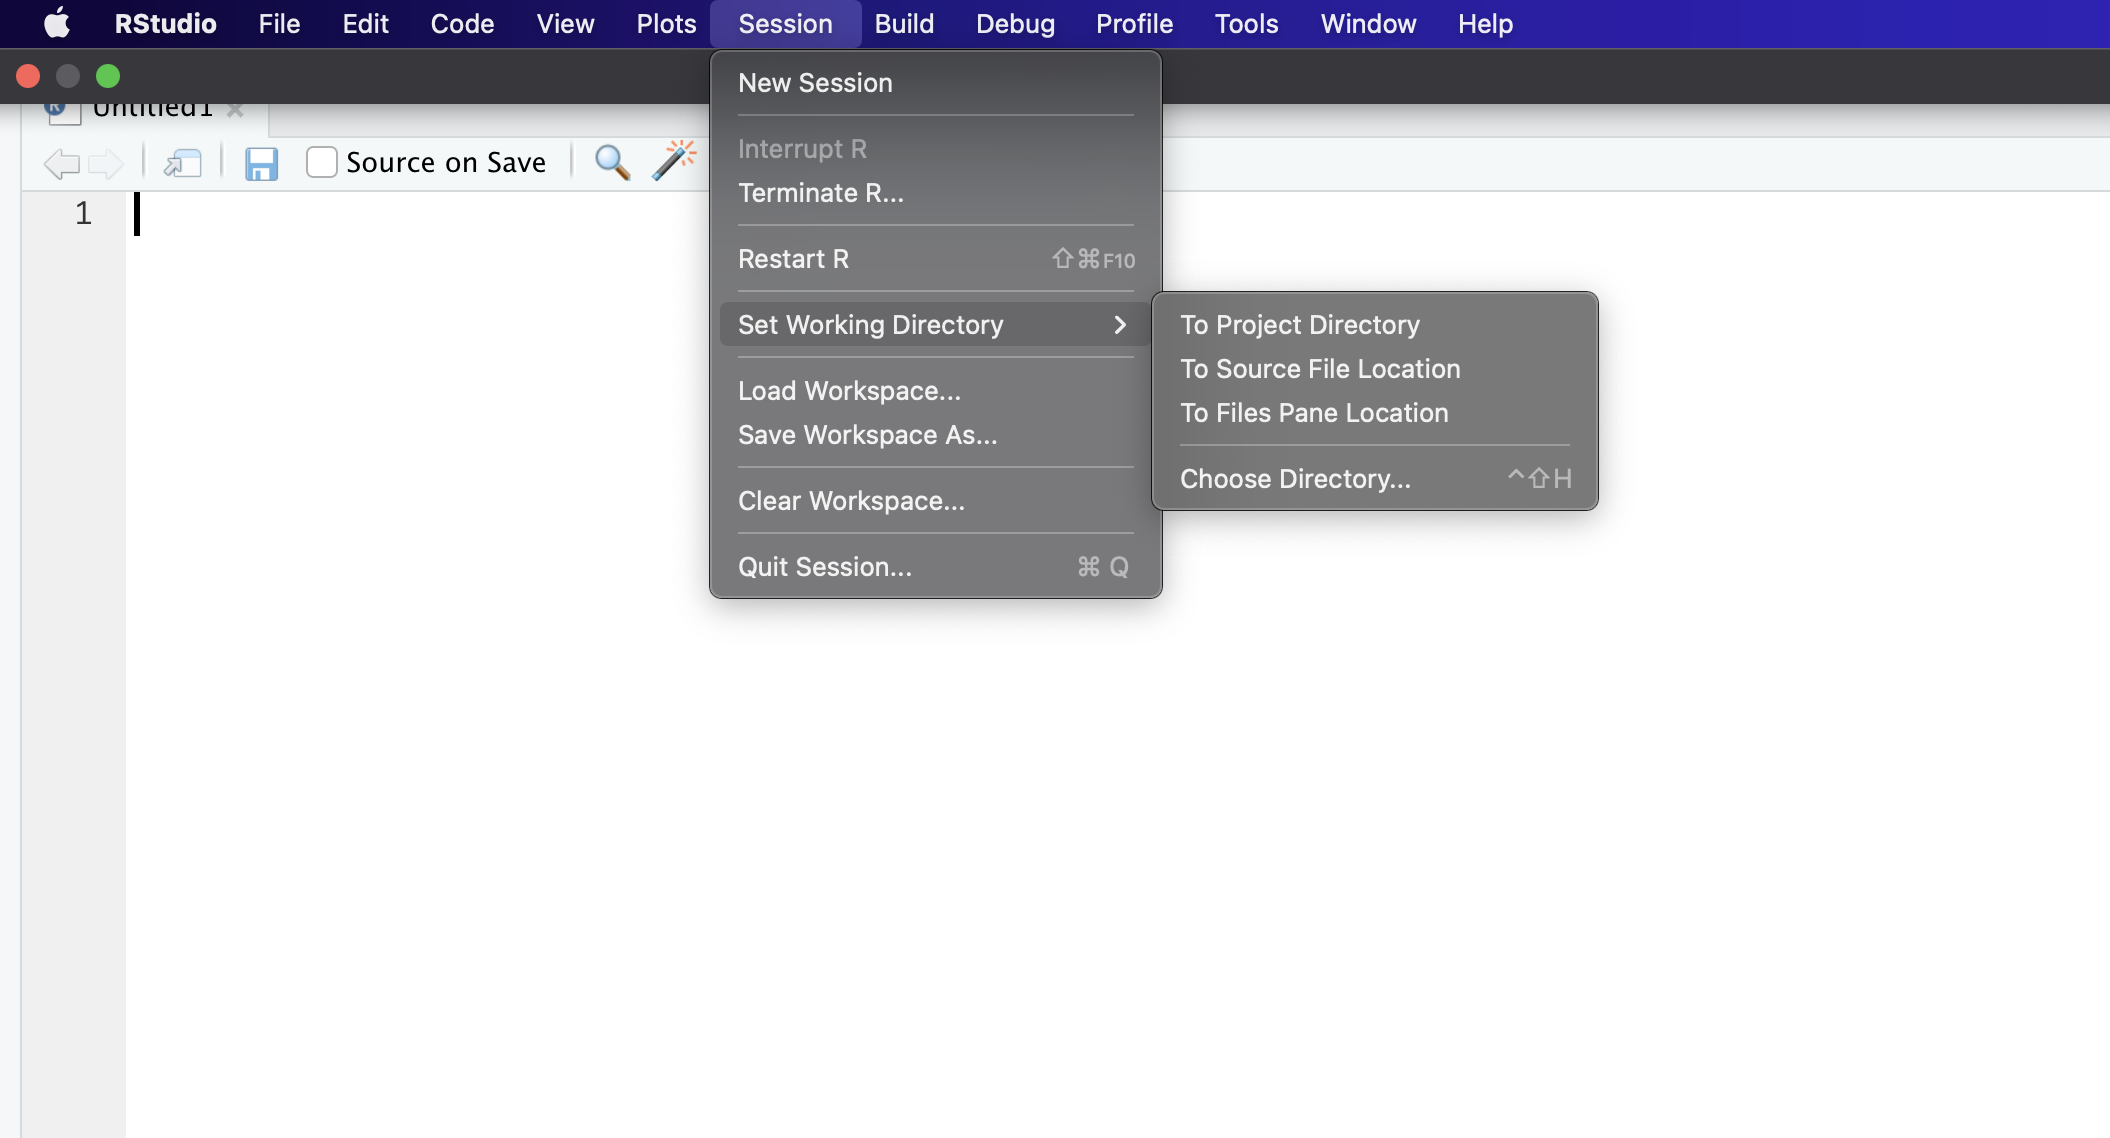 RStudio File Edit Code View Plots Session Build Debug Profile Tools Window Help
Untitled1 ×
Source on Save
1
New Session
Interrupt R
Terminate R...
Restart R ⇧⌘F10
Set Working Directory >
Load Workspace...
Save Workspace As...
Clear Workspace...
Quit Session... ⌘ Q
To Project Directory
To Source File Location
To Files Pane Location
Choose Directory... ^⇧H